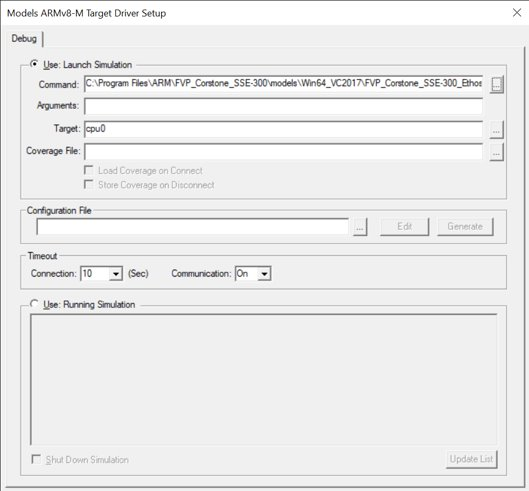 Models ARMv8-M Target Driver Setup
Debug
Use: Launch Simulation
Command: C:\Program Files\ARM\FVP_Corstone_SSE-300\models\Win64_VC2017\FVP_Corstone_SSE-300_Ethos ...
Arguments:
Target: cpu0 ...
Coverage File: ...
Load Coverage on Connect
Store Coverage on Disconnect
Configuration File
... Edit Generate
Timeout
Connection: 10 (Sec) Communication: On
Use: Running Simulation
Shut Down Simulation Update List